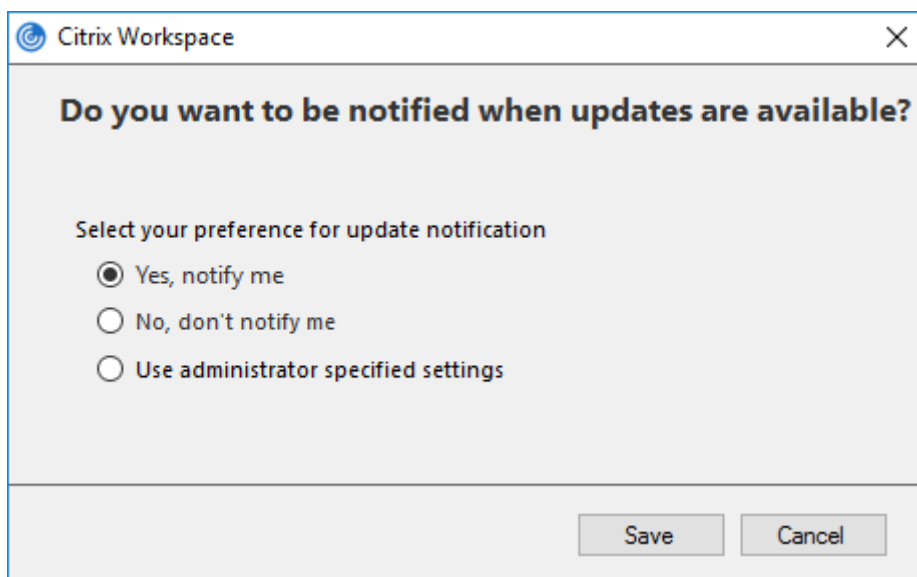 Citrix Workspace
Do you want to be notified when updates are available?
Select your preference for update notification
Yes, notify me
No, don't notify me
Use administrator specified settings
Save Cancel